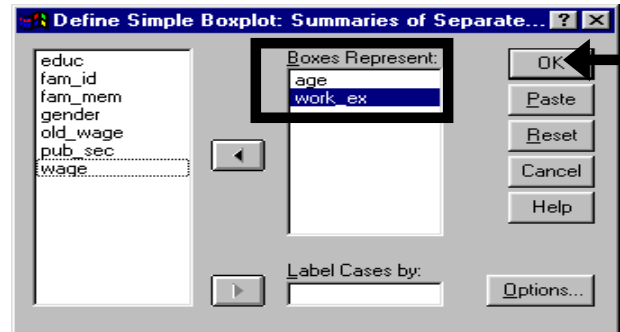 Define Simple Boxplot: Summaries of Separate...
educ
fam_id
fam_mem
gender
old_wage
pub_sec
wage
Boxes Represent:
age
work_ex
Label Cases by:
OK
Paste
Reset
Cancel
Help
Options...